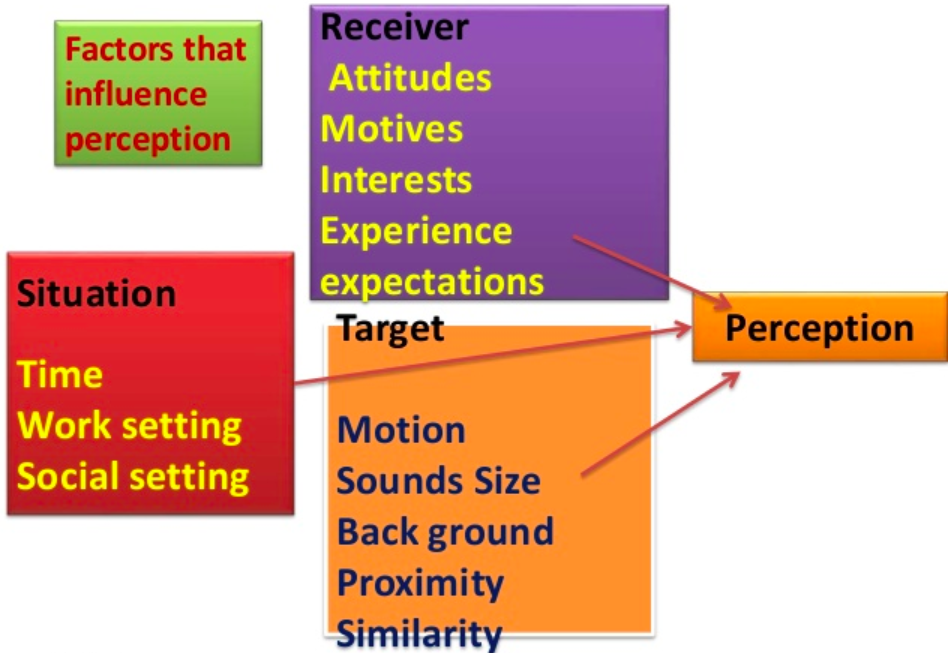 Factors that
influence
perception
Receiver
Attitudes
Motives
Interests
Experience
expectations
Situation
Time
Work setting
Social setting
Target
Motion
Sounds Size
Back ground
Proximity
Similarity
Perception